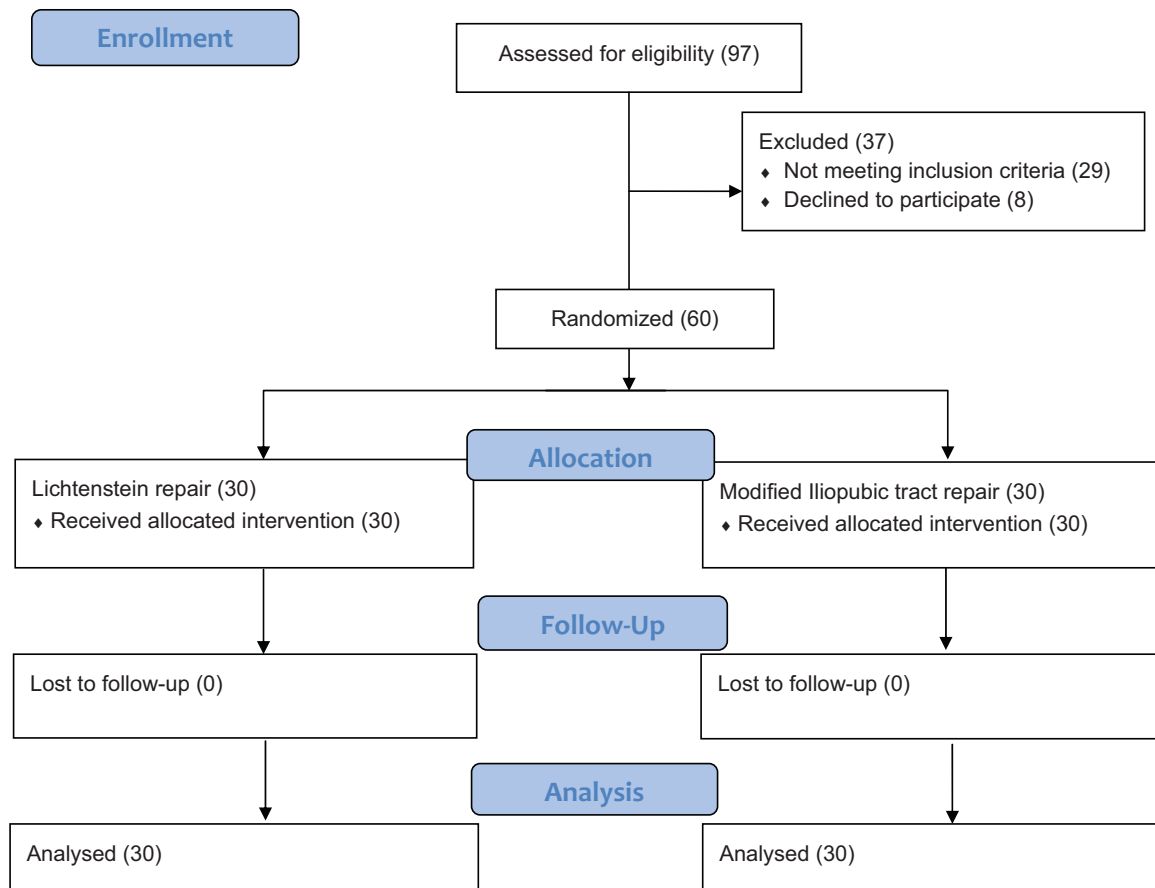 Enrollment
Assessed for eligibility (97)
Excluded (37)
♦ Not meeting inclusion criteria (29)
♦ Declined to participate (8)
Randomized (60)
Allocation
Lichtenstein repair (30)
♦ Received allocated intervention (30)
Modified Iliopubic tract repair (30)
♦ Received allocated intervention (30)
Follow-Up
Lost to follow-up (0)
Lost to follow-up (0)
Analysis
Analysed (30)
Analysed (30)